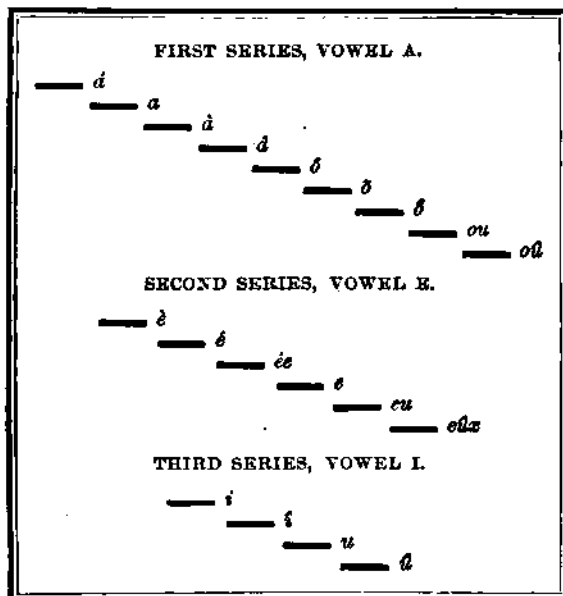 FIRST SERIES, VOWEL A.
á
a
à
â
ó
ò
ô
ou
oû
SECOND SERIES, VOWEL E.
è
é
ée
e
eu
eûx
THIRD SERIES, VOWEL I.
i
î
u
û